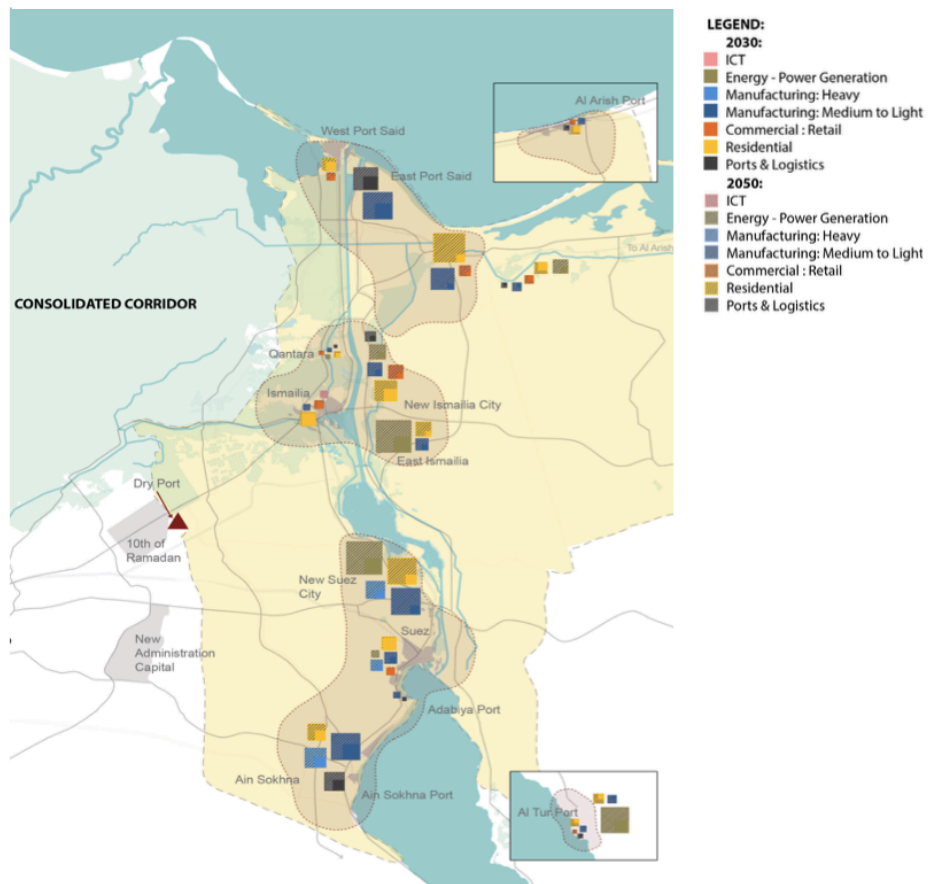 LEGEND:
2030:
ICT
Energy - Power Generation
Manufacturing: Heavy
Manufacturing: Medium to Light
Commercial : Retail
Residential
Ports & Logistics
2050:
ICT
Energy - Power Generation
Manufacturing: Heavy
Manufacturing: Medium to Light
Commercial : Retail
Residential
Ports & Logistics
Al Arish Port
West Port Said
East Port Said
To Al Arish
CONSOLIDATED CORRIDOR
Qantara
Ismailia
New Ismailia City
East Ismailia
Dry Port
10th of
Ramadan
New Suez
City
Suez
New
Administration
Capital
Adabiya Port
Ain Sokhna
Ain Sokhna Port
Al Tur Port